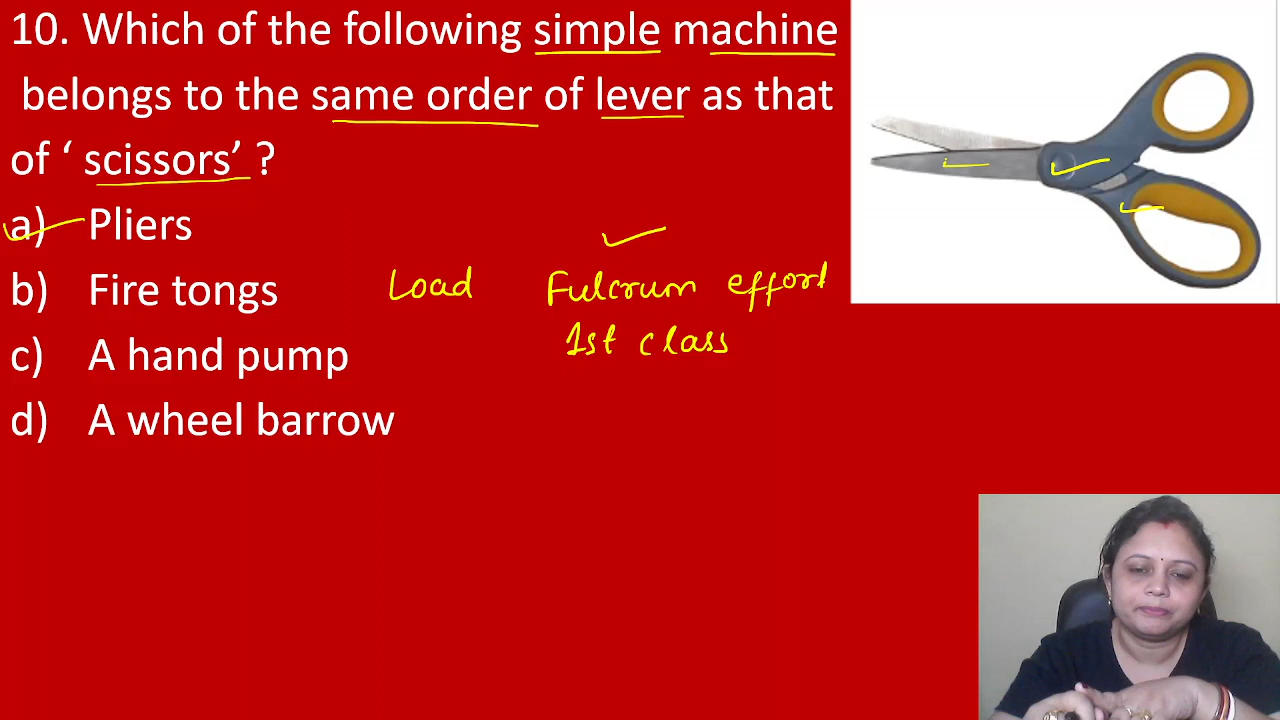 10. Which of the following simple machine
belongs to the same order of lever as that
of ‘ scissors’ ?
a) Pliers
b) Fire tongs
Load Fulcrum effort
1st class
c) A hand pump
d) A wheel barrow